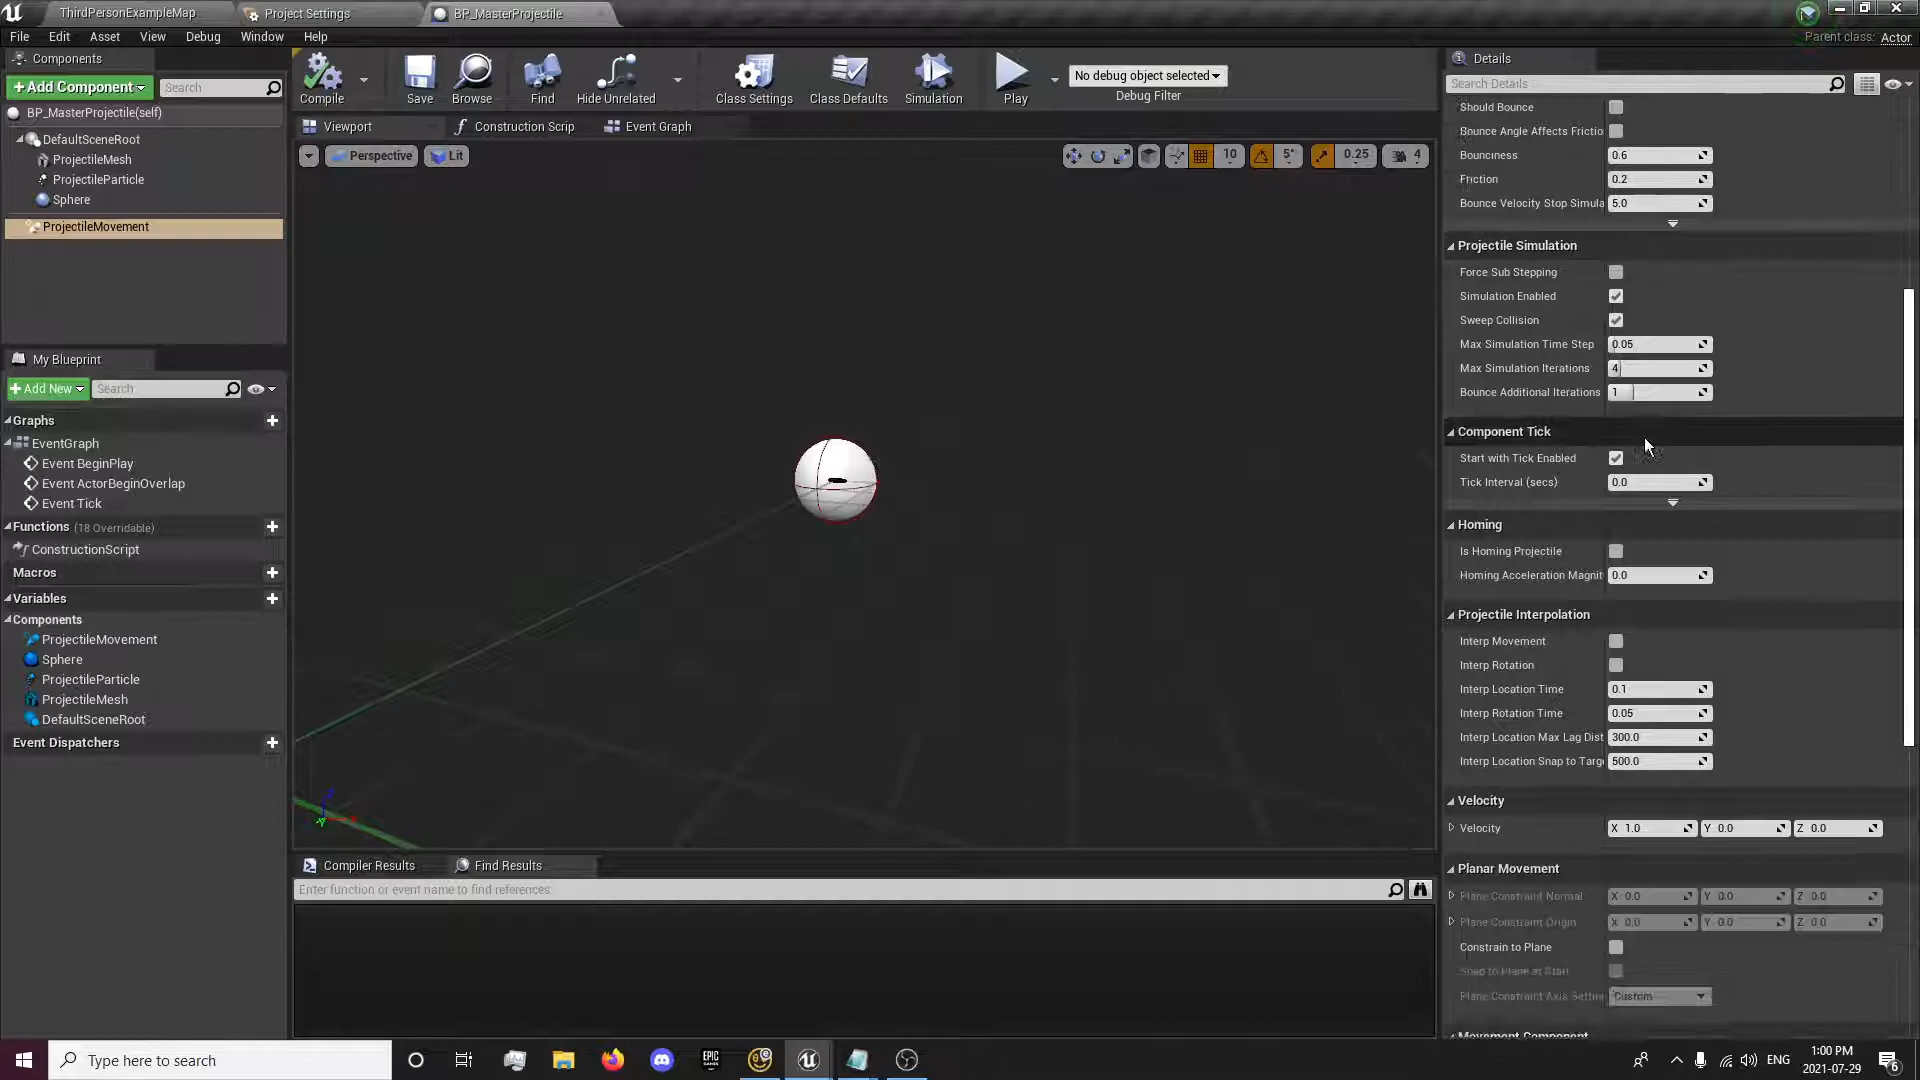 ThirdPersonExampleMap
Project Settings
BP_MasterProjectile
File Edit Asset View Debug Window Help
Parent class: Actor
Components
+Add Component
Search
BP_MasterProjectile(self)
DefaultSceneRoot
ProjectileMesh
ProjectileParticle
Sphere
ProjectileMovement
Compile
Save
Browse
Find
Hide Unrelated
Class Settings
Class Defaults
Simulation
Play
No debug object selected
Debug Filter
Viewport
Construction Scrip
Event Graph
Perspective
Lit
10
5°
0.25
4
My Blueprint
+Add New
Search
Graphs
EventGraph
Event BeginPlay
Event ActorBeginOverlap
Event Tick
Functions (18 Overridable)
ConstructionScript
Macros
Variables
Components
ProjectileMovement
Sphere
ProjectileParticle
ProjectileMesh
DefaultSceneRoot
Event Dispatchers
Compiler Results
Find Results
Enter function or event name to find references
Details
Search Details
Should Bounce
Bounce Angle Affects Frictio
Bounciness 0.6
Friction 0.2
Bounce Velocity Stop Simula 5.0
Projectile Simulation
Force Sub Stepping
Simulation Enabled
Sweep Collision
Max Simulation Time Step 0.05
Max Simulation Iterations 4
Bounce Additional Iterations 1
Component Tick
Start with Tick Enabled
Tick Interval (secs) 0.0
Homing
Is Homing Projectile
Homing Acceleration Magnit 0.0
Projectile Interpolation
Interp Movement
Interp Rotation
Interp Location Time 0.1
Interp Rotation Time 0.05
Interp Location Max Lag Dist 300.0
Interp Location Snap to Targ 500.0
Velocity
Velocity X 1.0 Y 0.0 Z 0.0
Planar Movement
Plane Constraint Normal X 0.0 Y 0.0 Z 0.0
Plane Constraint Origin X 0.0 Y 0.0 Z 0.0
Constrain to Plane
Snap to Plane at Start
Plane Constraint Axis Settin Custom
Movement Component
Type here to search
EPIC GAMES
ENG
1:00 PM
2021-07-29
6